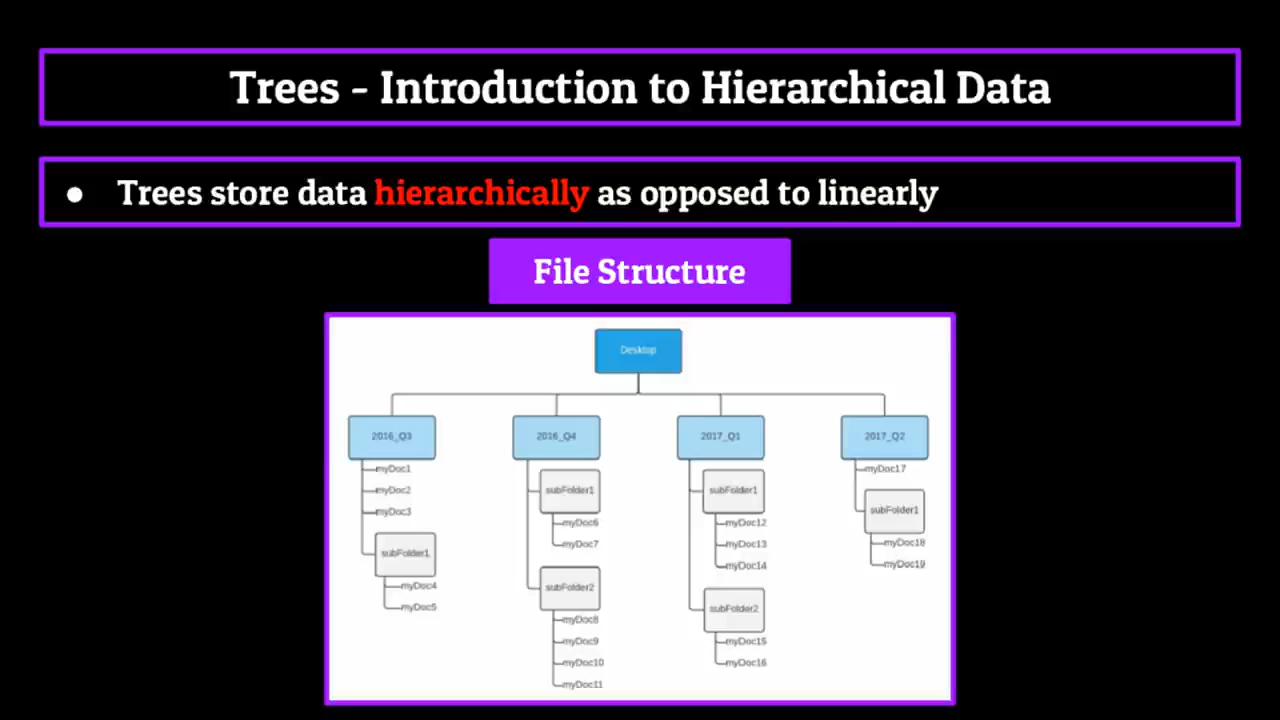 Trees - Introduction to Hierarchical Data
● Trees store data hierarchically as opposed to linearly
File Structure
Desktop
2016_Q3
myDoc1
myDoc2
myDoc3
subFolder1
myDoc4
myDoc5
2016_Q4
subFolder1
myDoc6
myDoc7
subFolder2
myDoc8
myDoc9
myDoc10
myDoc11
2017_Q1
subFolder1
myDoc12
myDoc13
myDoc14
subFolder2
myDoc15
myDoc16
2017_Q2
myDoc17
subFolder1
myDoc18
myDoc19